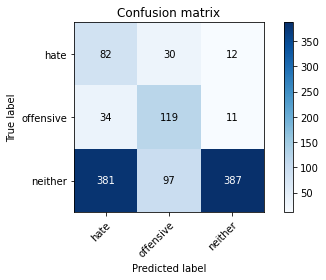 Confusion matrix
hate 82 30 12
offensive 34 119 11
neither 381 97 387
hate offensive neither
True label
Predicted label
350
300
250
200
150
100
50